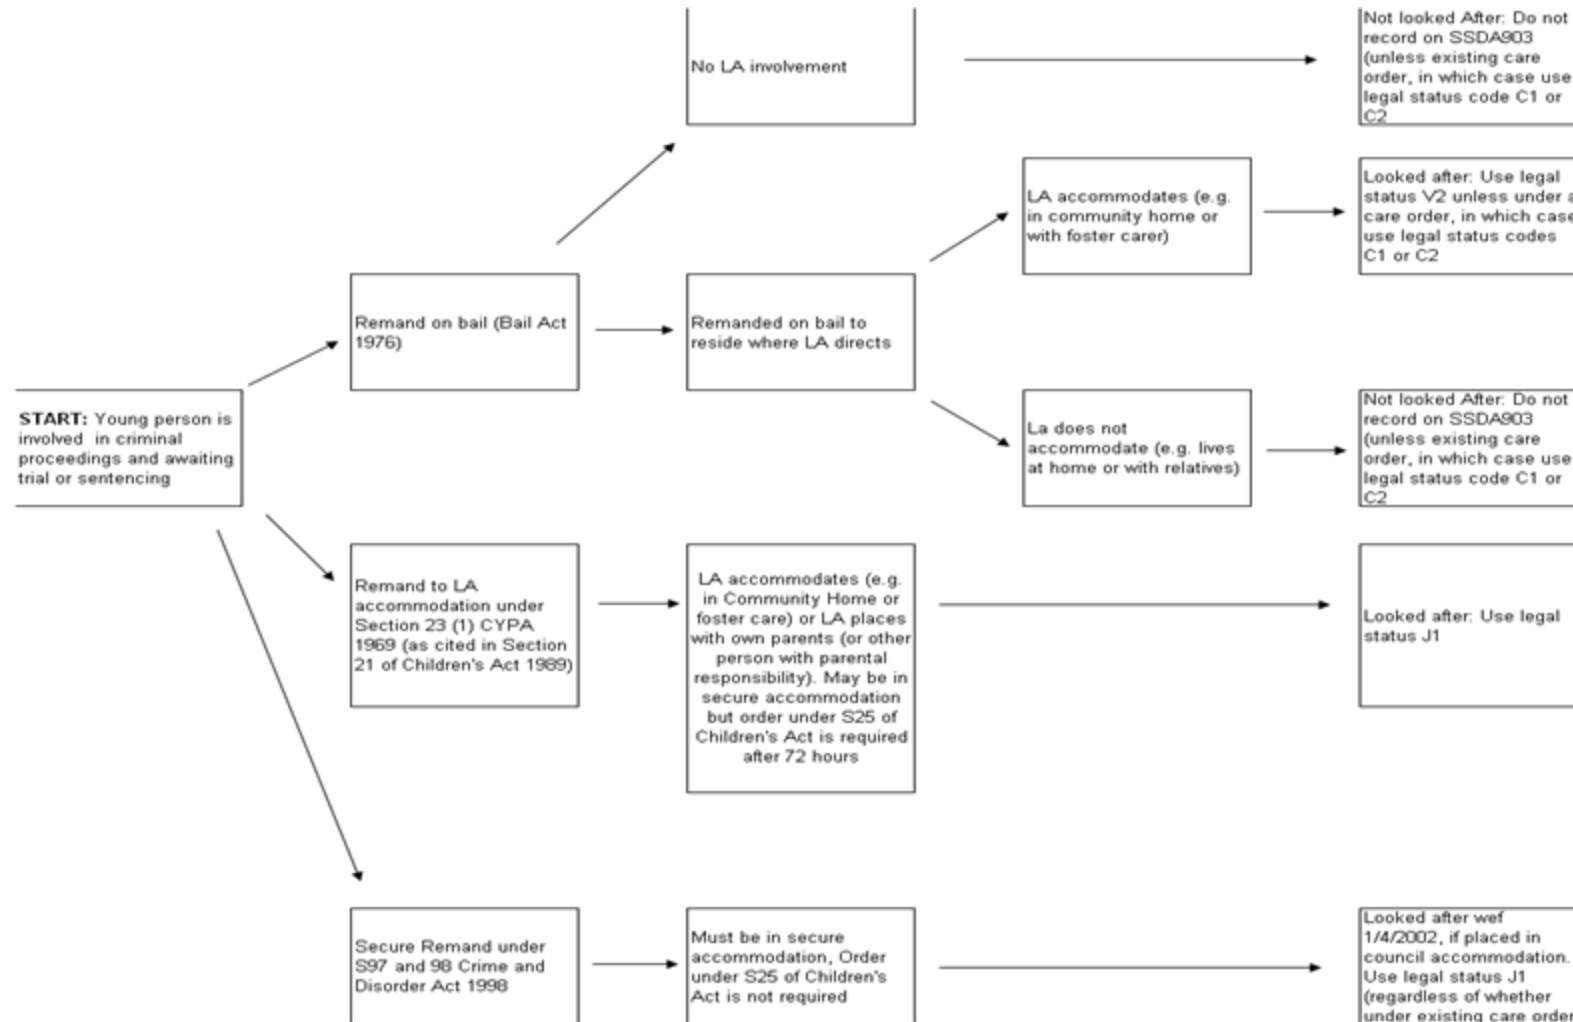 No LA involvement
Not looked After: Do not
record on SSDA903
(unless existing care
order, in which case use
legal status code C1 or
C2
LA accommodates (e.g.
in community home or
with foster carer)
Looked after: Use legal
status V2 unless under a
care order, in which case
use legal status codes
C1 or C2
Remand on bail (Bail Act
1976)
Remanded on bail to
reside where LA directs
START: Young person is
involved in criminal
proceedings and awaiting
trial or sentencing
La does not
accommodate (e.g. lives
at home or with relatives)
Not looked After: Do not
record on SSDA903
(unless existing care
order, in which case use
legal status code C1 or
C2
Remand to LA
accommodation under
Section 23 (1) CYPA
1969 (as cited in Section
21 of Children's Act 1989)
LA accommodates (e.g.
in Community Home or
foster care) or LA places
with own parents (or other
person with parental
responsibility). May be in
secure accommodation
but order under S25 of
Children's Act is required
after 72 hours
Looked after: Use legal
status J1
Secure Remand under
S97 and 98 Crime and
Disorder Act 1998
Must be in secure
accommodation, Order
under S25 of Children's
Act is not required
Looked after wef
1/4/2002, if placed in
council accommodation.
Use legal status J1
(regardless of whether
under existing care order